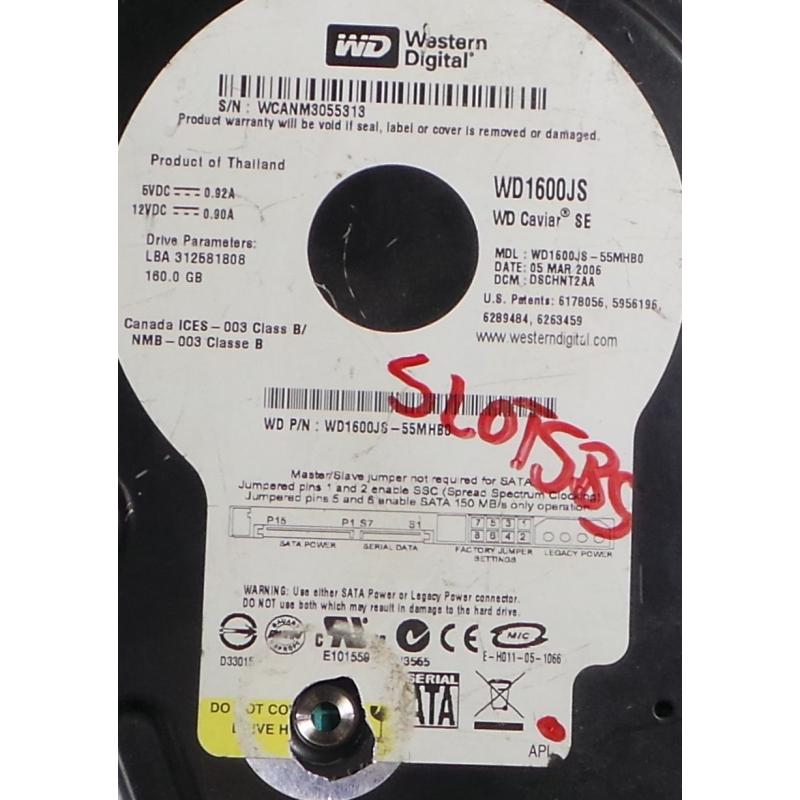 WD Western Digital®
S/N : WCANM3055313
Product warranty will be void if seal, label or cover is removed or damaged.
Product of Thailand
5VDC 0.92A
12VDC 0.90A
Drive Parameters:
LBA 312581808
160.0 GB
Canada ICES-003 Class B/
NMB-003 Classe B
WD1600JS
WD Caviar® SE
MDL : WD1600JS-55MHB0
DATE: 05 MAR 2006
DCM : DSCHNT2AA
U.S. Patents: 6178056, 5956196,
6289484, 6263459
www.westerndigital.com
WD P/N : WD1600JS-55MHB0
Master/Slave jumper not required for SATA
Jumpered pins 1 and 2 enable SSC (Spread Spectrum Clocking)
Jumpered pins 5 and 6 enable SATA 150 MB/s only operation
P15 P1 S7 S1
7 5 3 1
8 6 4 2
SATA POWER SERIAL DATA FACTORY JUMPER SETTINGS LEGACY POWER
WARNING: Use either SATA Power or Legacy Power connector.
DO NOT use both which may result in damage to the hard drive.
CE MIC
D33015 E101559 3565 E-H011-05-1066
SERIAL
ATA
DO NOT CO
DRIVE H
API